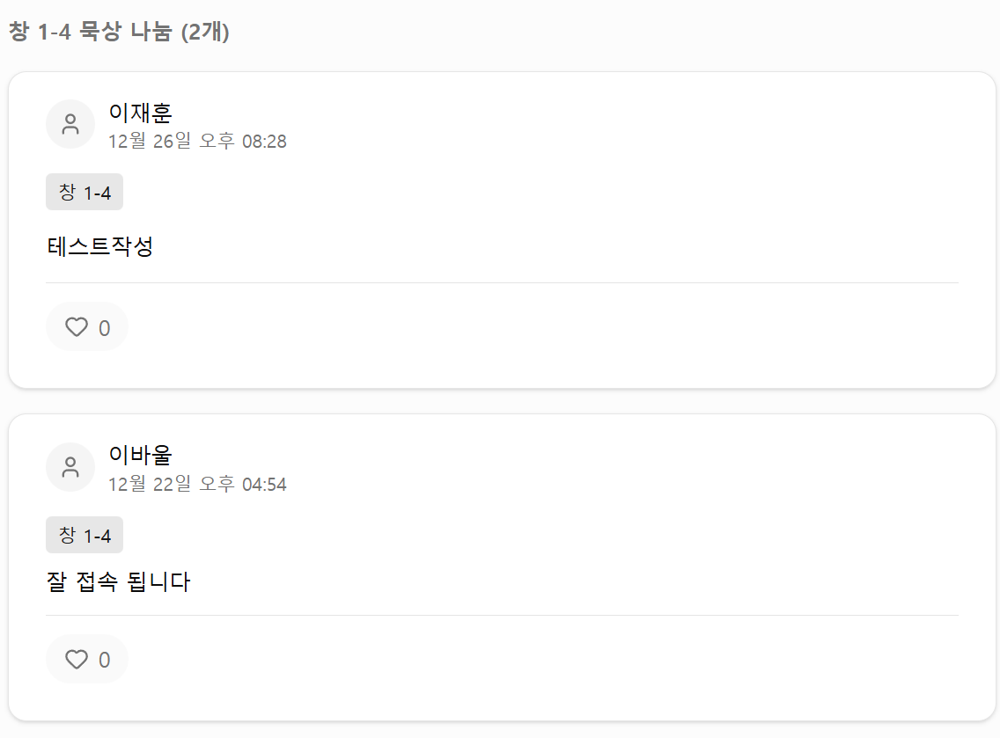 창 1-4 묵상 나눔 (2개)
이재훈
12월 26일 오후 08:28
창 1-4
테스트작성
0
이바울
12월 22일 오후 04:54
창 1-4
잘 접속 됩니다
0